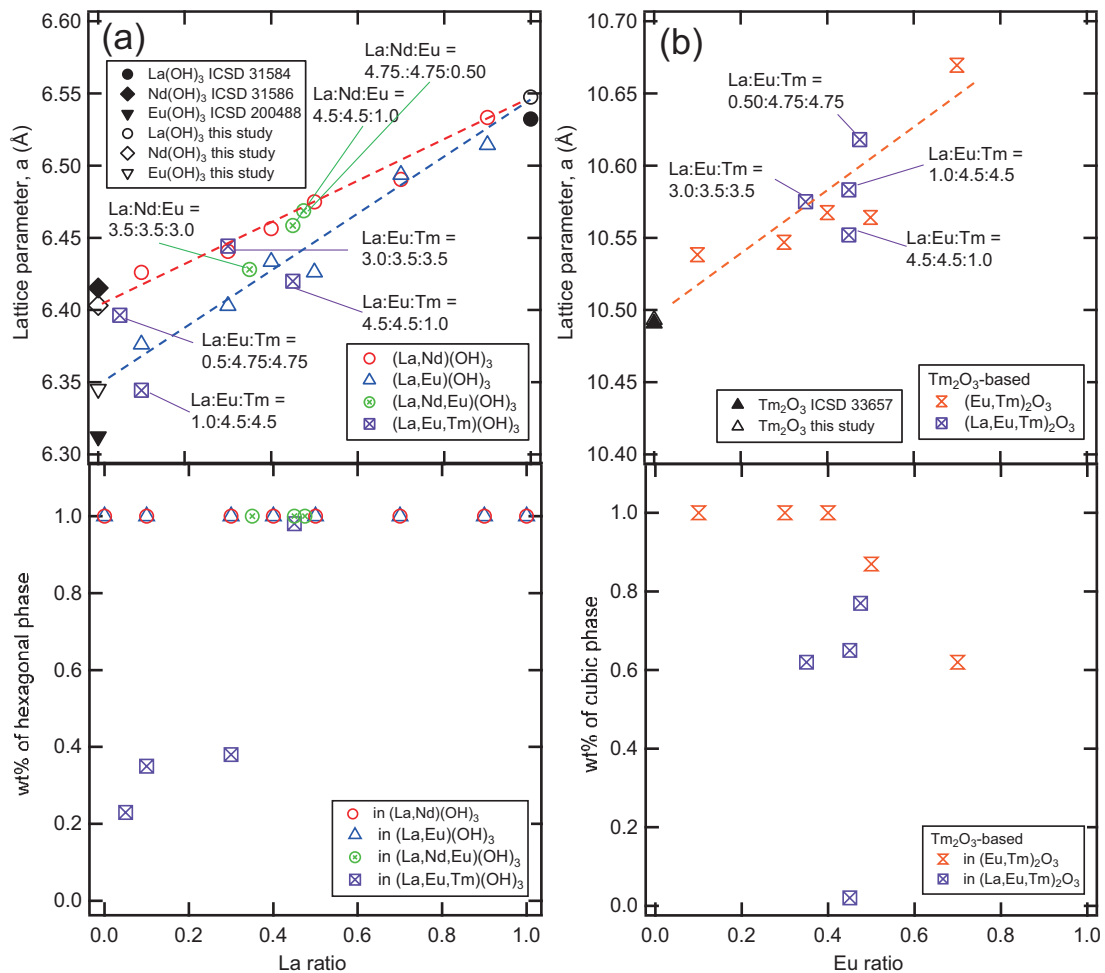 (a)
6.60
6.55
6.50
6.45
6.40
6.35
6.30
Lattice parameter, a (Å)
La(OH)₃ ICSD 31584
Nd(OH)₃ ICSD 31586
Eu(OH)₃ ICSD 200488
La(OH)₃ this study
Nd(OH)₃ this study
Eu(OH)₃ this study
La:Nd:Eu =
4.75.:4.75:0.50
La:Nd:Eu =
4.5:4.5:1.0
La:Nd:Eu =
3.5:3.5:3.0
La:Eu:Tm =
3.0:3.5:3.5
La:Eu:Tm =
4.5:4.5:1.0
La:Eu:Tm =
0.5:4.75:4.75
La:Eu:Tm =
1.0:4.5:4.5
(La,Nd)(OH)₃
(La,Eu)(OH)₃
(La,Nd,Eu)(OH)₃
(La,Eu,Tm)(OH)₃
1.0
0.8
0.6
0.4
0.2
0.0
wt% of hexagonal phase
in (La,Nd)(OH)₃
in (La,Eu)(OH)₃
in (La,Nd,Eu)(OH)₃
in (La,Eu,Tm)(OH)₃
0.0 0.2 0.4 0.6 0.8 1.0
La ratio
(b)
10.70
10.65
10.60
10.55
10.50
10.45
10.40
Lattice parameter, a (Å)
La:Eu:Tm =
0.50:4.75:4.75
La:Eu:Tm =
3.0:3.5:3.5
La:Eu:Tm =
1.0:4.5:4.5
La:Eu:Tm =
4.5:4.5:1.0
Tm₂O₃ ICSD 33657
Tm₂O₃ this study
Tm₂O₃-based
(Eu,Tm)₂O₃
(La,Eu,Tm)₂O₃
1.0
0.8
0.6
0.4
0.2
0.0
wt% of cubic phase
Tm₂O₃-based
in (Eu,Tm)₂O₃
in (La,Eu,Tm)₂O₃
0.0 0.2 0.4 0.6 0.8 1.0
Eu ratio